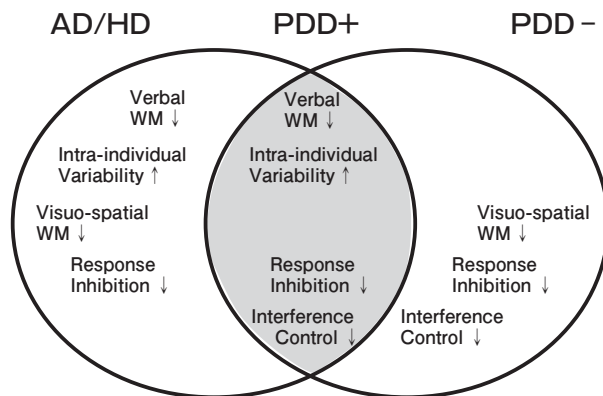 AD/HD
PDD+
PDD −
Verbal
WM ↓
Intra-individual
Variability ↑
Visuo-spatial
WM ↓
Response
Inhibition ↓
Verbal
WM ↓
Intra-individual
Variability ↑
Response
Inhibition ↓
Interference
Control ↓
Visuo-spatial
WM ↓
Response
Inhibition ↓
Interference
Control ↓